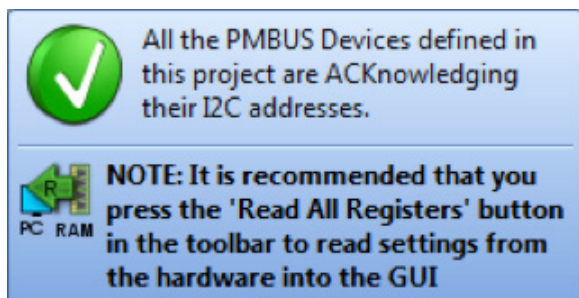 All the PMBUS Devices defined in
this project are ACKnowledging
their I2C addresses.
R
PC RAM
NOTE: It is recommended that you
press the 'Read All Registers' button
in the toolbar to read settings from
the hardware into the GUI